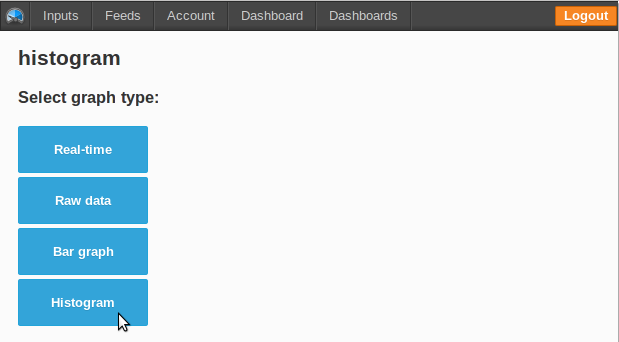 Inputs Feeds Account Dashboard Dashboards Logout
histogram
Select graph type:
Real-time
Raw data
Bar graph
Histogram